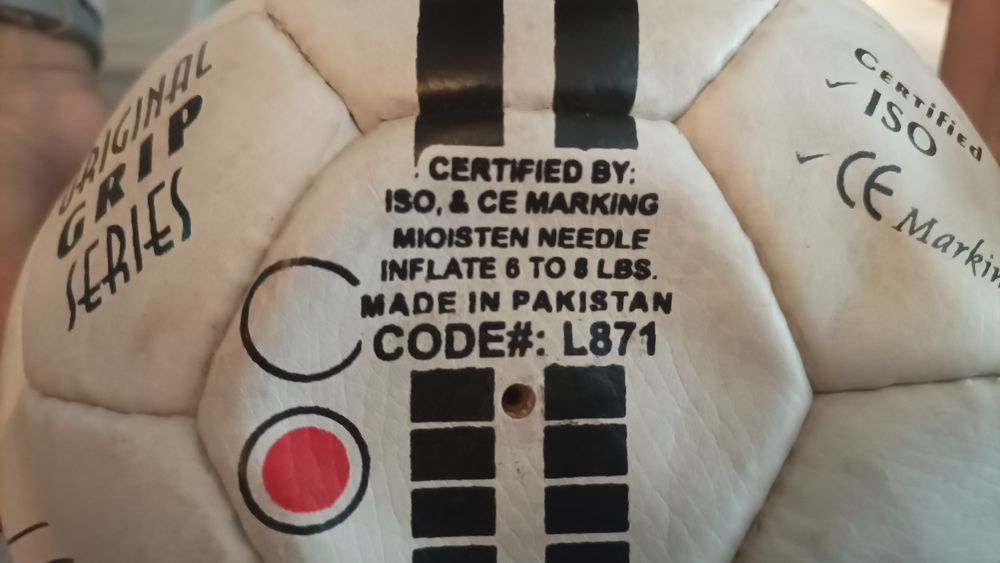 ORIGINAL
GRIP
SERIES
CERTIFIED BY:
ISO, & CE MARKING
MIOISTEN NEEDLE
INFLATE 6 TO 8 LBS.
MADE IN PAKISTAN
CODE#: L871
Certified
ISO
CE Markin